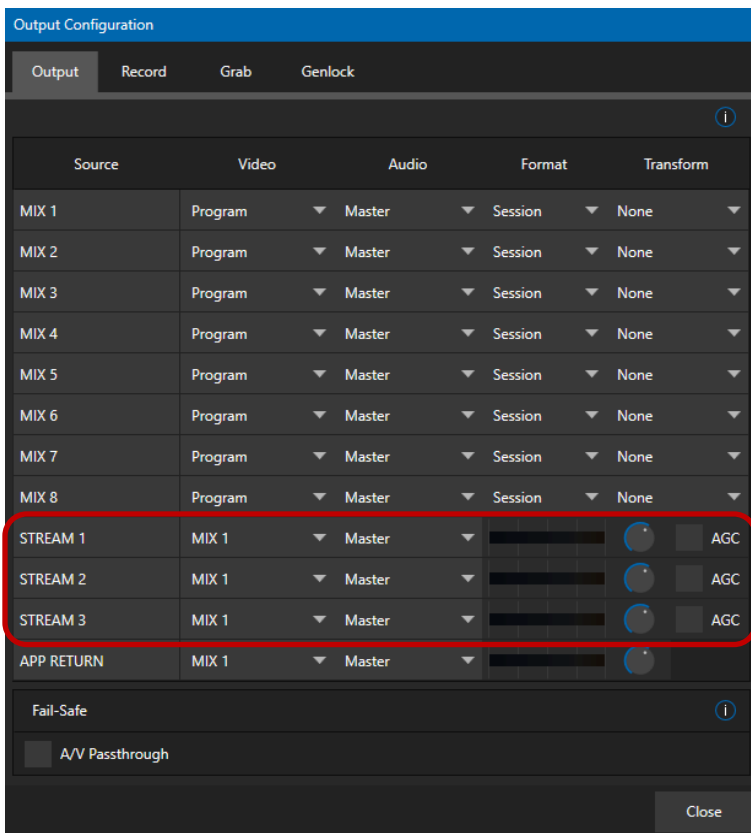 Output Configuration
Output Record Grab Genlock
i
Source Video Audio Format Transform
MIX 1 Program Master Session None
MIX 2 Program Master Session None
MIX 3 Program Master Session None
MIX 4 Program Master Session None
MIX 5 Program Master Session None
MIX 6 Program Master Session None
MIX 7 Program Master Session None
MIX 8 Program Master Session None
STREAM 1 MIX 1 Master AGC
STREAM 2 MIX 1 Master AGC
STREAM 3 MIX 1 Master AGC
APP RETURN MIX 1 Master
Fail-Safe i
A/V Passthrough
Close